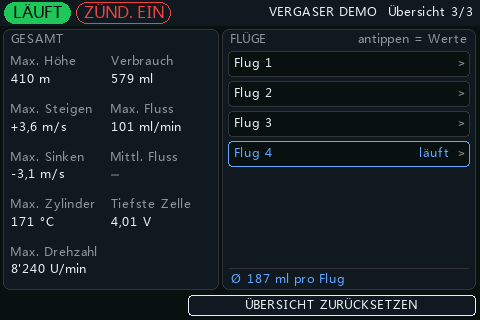 LÄUFT ZÜND. EIN VERGASER DEMO Übersicht 3/3
GESAMT
Max. Höhe Verbrauch
410 m 579 ml
Max. Steigen Max. Fluss
+3,6 m/s 101 ml/min
Max. Sinken Mittl. Fluss
-3,1 m/s —
Max. Zylinder Tiefste Zelle
171 °C 4,01 V
Max. Drehzahl
8'240 U/min
FLÜGE antippen = Werte
Flug 1 >
Flug 2 >
Flug 3 >
Flug 4 läuft >
Ø 187 ml pro Flug
ÜBERSICHT ZURÜCKSETZEN